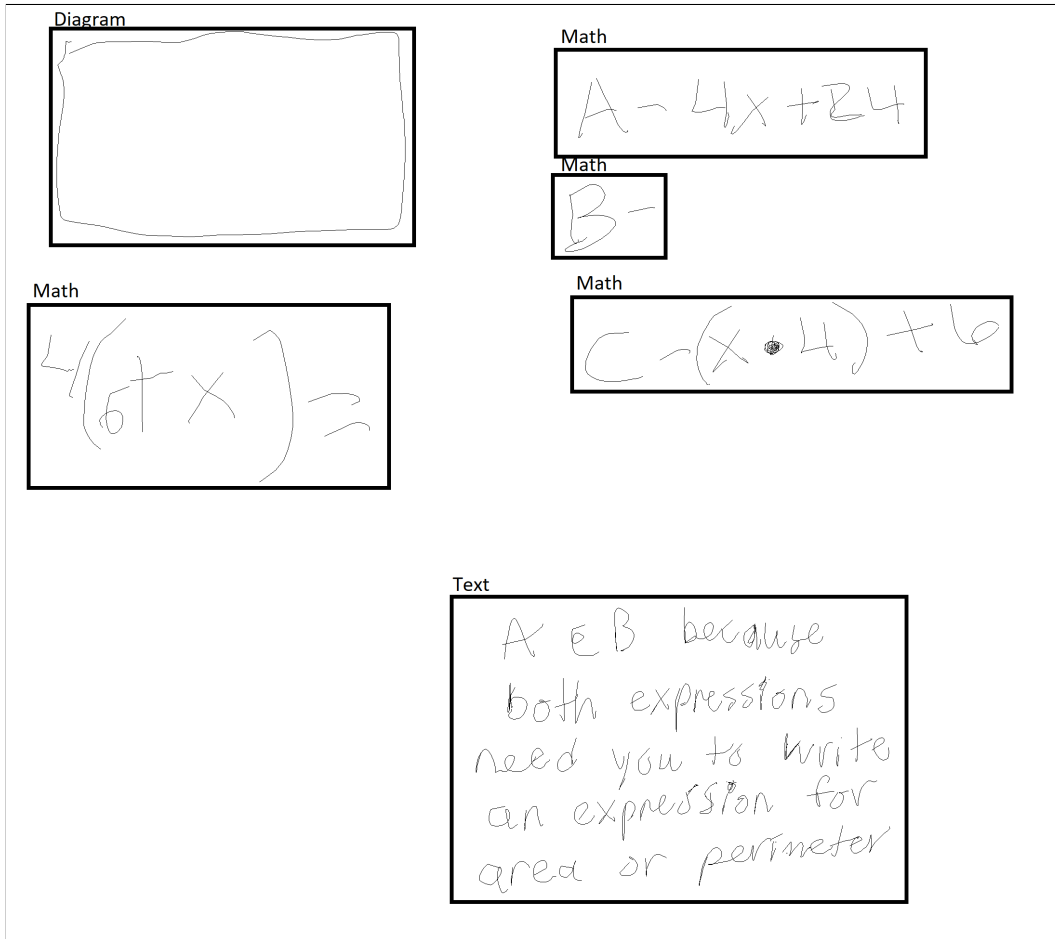 Diagram
Math
A - 4x + 24
Math
B -
Math
4(6 + x) =
Math
C - (x • 4) + 6
Text
A & B because
both expressions
need you to write
an expression for
area or perimeter